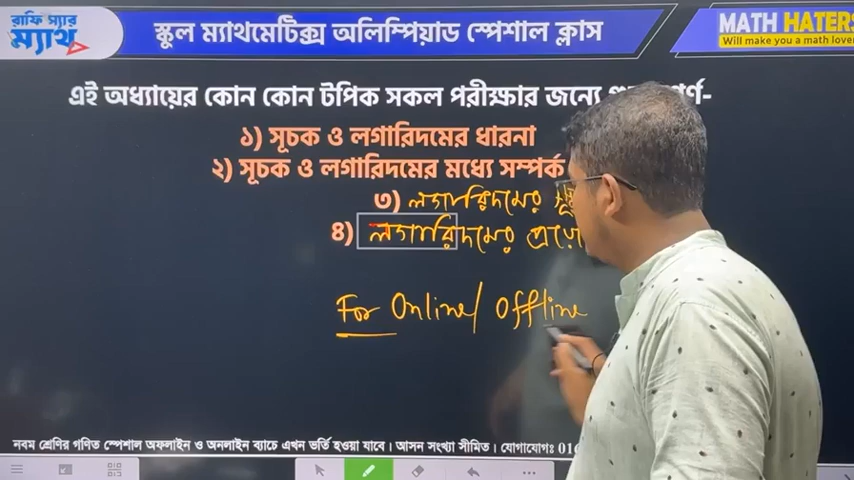 রাফি স্যার
ম্যাথ
স্কুল ম্যাথমেটিক্স অলিম্পিয়াড স্পেশাল ক্লাস
MATH HATERS
Will make you a math lover
এই অধ্যায়ের কোন কোন টপিক সকল পরীক্ষার জন্যে
১) সূচক ও লগারিদমের ধারনা
২) সূচক ও লগারিদমের মধ্যে সম্পর্ক
৩) লগারিদমের
৪) লগারিদমের
For Online/ Offline
নবম শ্রেণির গণিত স্পেশাল অফলাইন ও অনলাইন ব্যাচে এখন ভর্তি হওয়া যাবে। আসন সংখ্যা সীমিত। যোগাযোগঃ